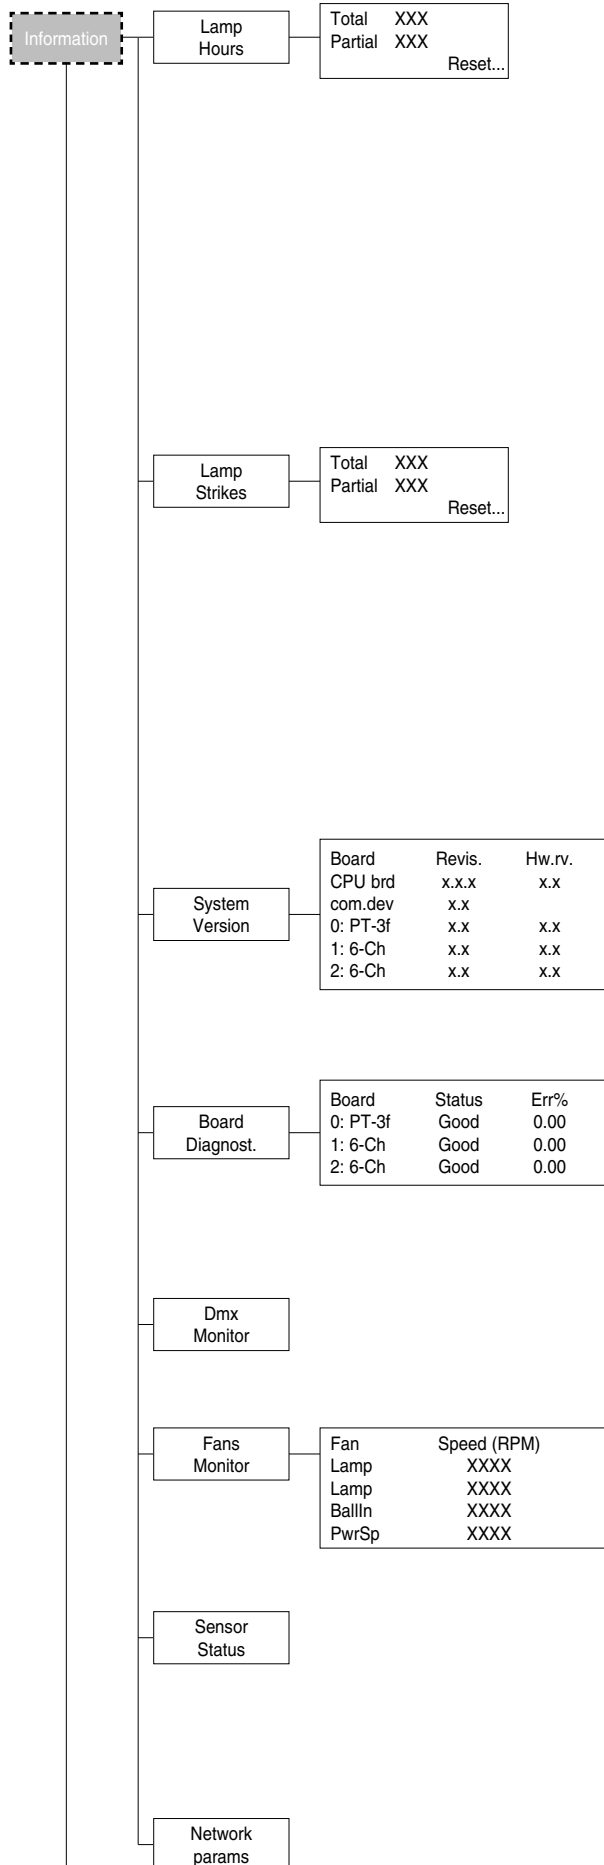 Information
Lamp
Hours
Total XXX
Partial XXX
Reset...
Lamp
Strikes
Total XXX
Partial XXX
Reset...
System
Version
Board Revis. Hw.rv.
CPU brd x.x.x x.x
com.dev x.x
0: PT-3f x.x x.x
1: 6-Ch x.x x.x
2: 6-Ch x.x x.x
Board
Diagnost.
Board Status Err%
0: PT-3f Good 0.00
1: 6-Ch Good 0.00
2: 6-Ch Good 0.00
Dmx
Monitor
Fans
Monitor
Fan Speed (RPM)
Lamp XXXX
Lamp XXXX
BallIn XXXX
PwrSp XXXX
Sensor
Status
Network
params